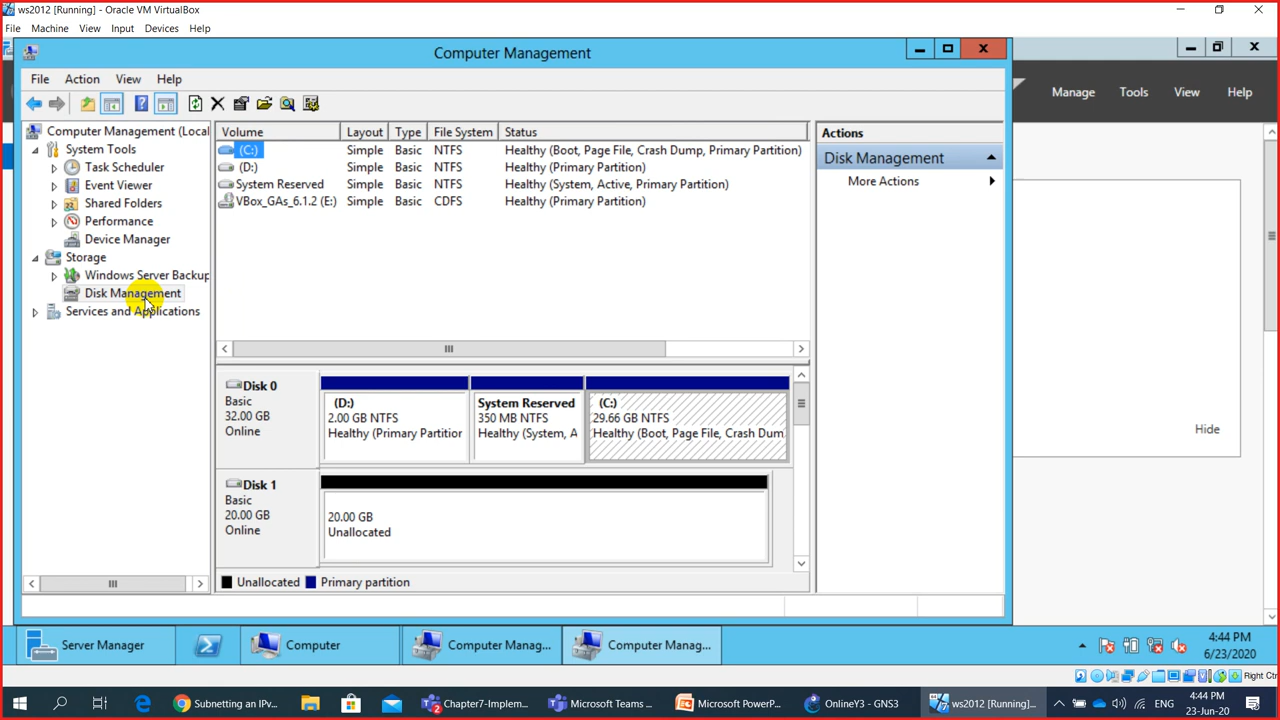 ws2012 [Running] - Oracle VM VirtualBox
File Machine View Input Devices Help
Computer Management
File Action View Help
Manage Tools View Help
Computer Management (Local
System Tools
Task Scheduler
Event Viewer
Shared Folders
Performance
Device Manager
Storage
Windows Server Backup
Disk Management
Services and Applications
Volume Layout Type File System Status
(C:) Simple Basic NTFS Healthy (Boot, Page File, Crash Dump, Primary Partition)
(D:) Simple Basic NTFS Healthy (Primary Partition)
System Reserved Simple Basic NTFS Healthy (System, Active, Primary Partition)
VBox_GAs_6.1.2 (E:) Simple Basic CDFS Healthy (Primary Partition)
Actions
Disk Management
More Actions
Hide
Disk 0
Basic
32.00 GB
Online
(D:)
2.00 GB NTFS
Healthy (Primary Partitior
System Reserved
350 MB NTFS
Healthy (System, A
(C:)
29.66 GB NTFS
Healthy (Boot, Page File, Crash Dum
Disk 1
Basic
20.00 GB
Online
20.00 GB
Unallocated
Unallocated Primary partition
Server Manager Computer Computer Manag... Computer Manag...
4:44 PM
6/23/2020
Right Ctr
Subnetting an IPv... Chapter7-Implem... Microsoft Teams ... Microsoft PowerP... OnlineY3 - GNS3 ws2012 [Running]... ENG
4:44 PM
23-Jun-20